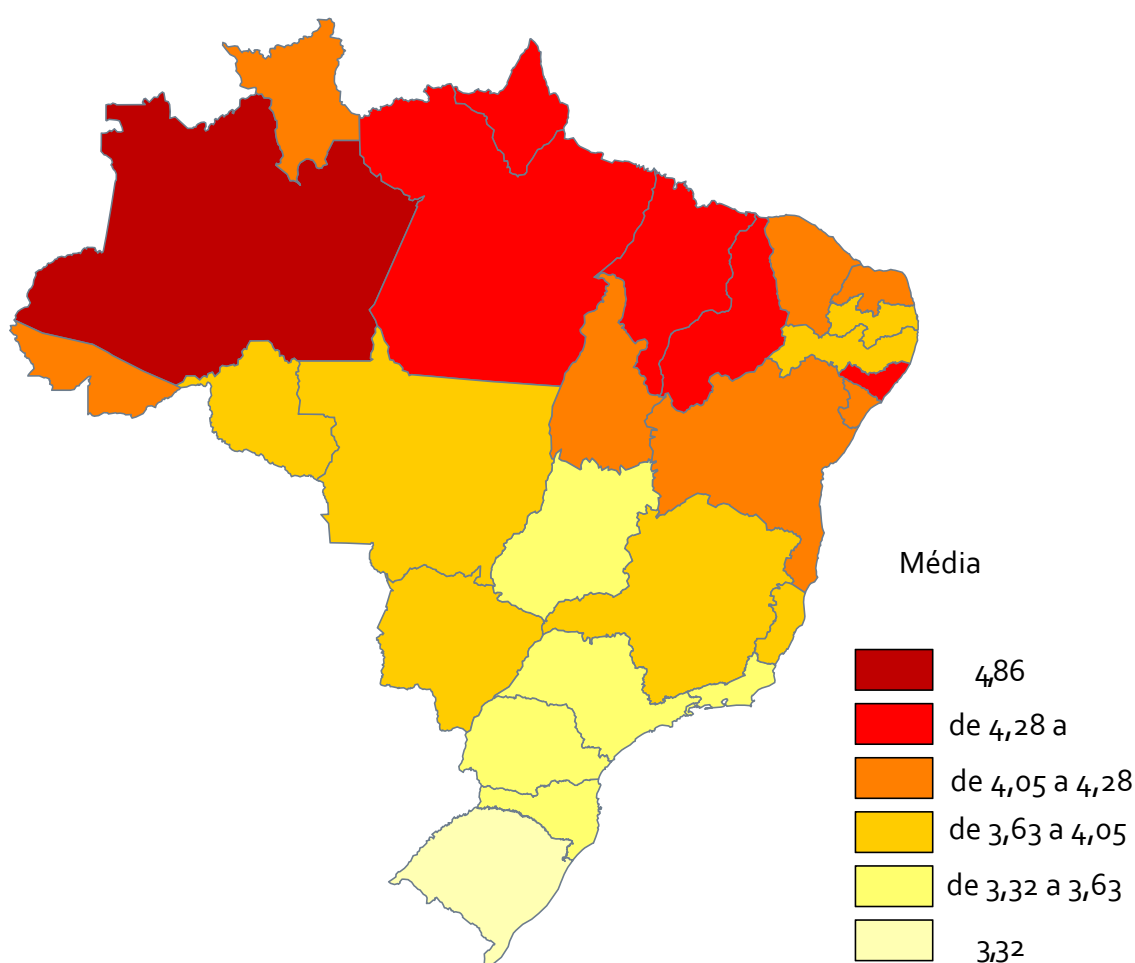 Média
4,86
de 4,28 a
de 4,05 a 4,28
de 3,63 a 4,05
de 3,32 a 3,63
3,32